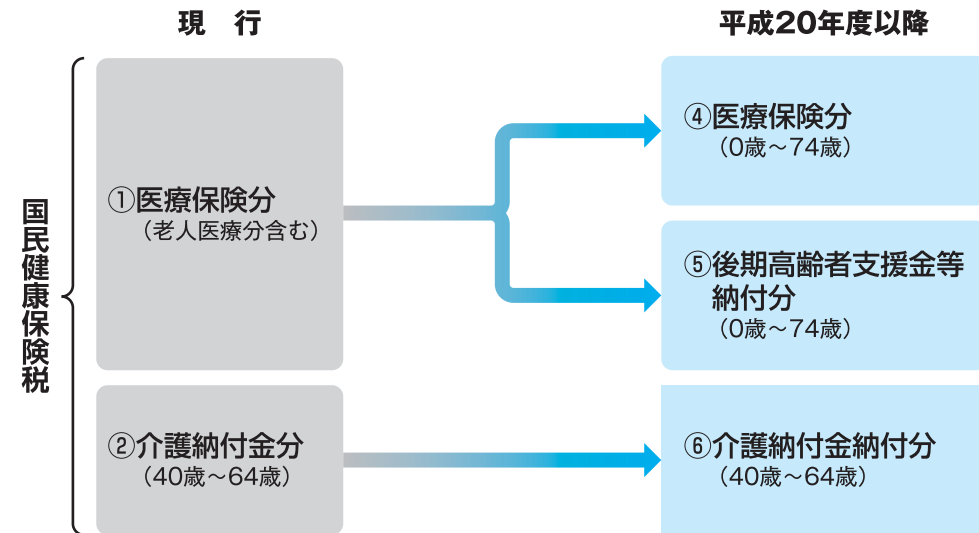 現 行
平成20年度以降
国民健康保険税
①医療保険分
（老人医療分含む）
②介護納付金分
（40歳～64歳）
④医療保険分
（0歳～74歳）
⑤後期高齢者支援金等
納付分
（0歳～74歳）
⑥介護納付金納付分
（40歳～64歳）